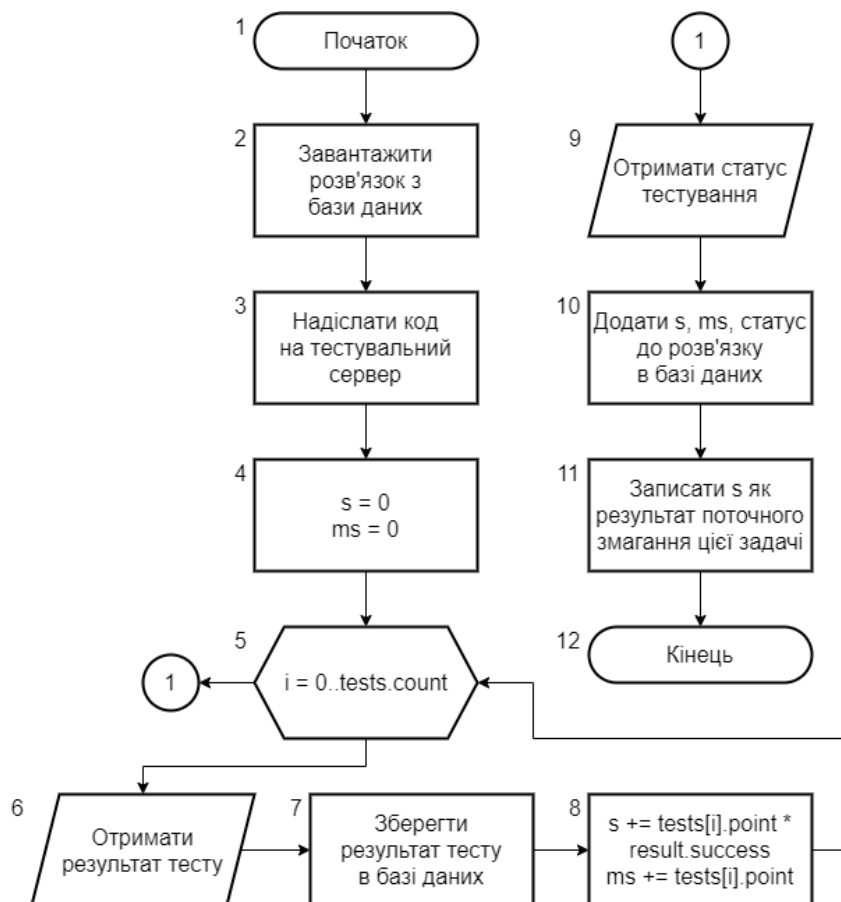 1
Початок
2
Завантажити
розв'язок з
бази даних
3
Надіслати код
на тестувальний
сервер
4
s = 0
ms = 0
5
i = 0..tests.count
1
6
Отримати
результат тесту
7
Зберегти
результат тесту
в базі даних
8
s += tests[i].point *
result.success
ms += tests[i].point
1
9
Отримати статус
тестування
10
Додати s, ms, статус
до розв'язку
в базі даних
11
Записати s як
результат поточного
змагання цієї задачі
12
Кінець